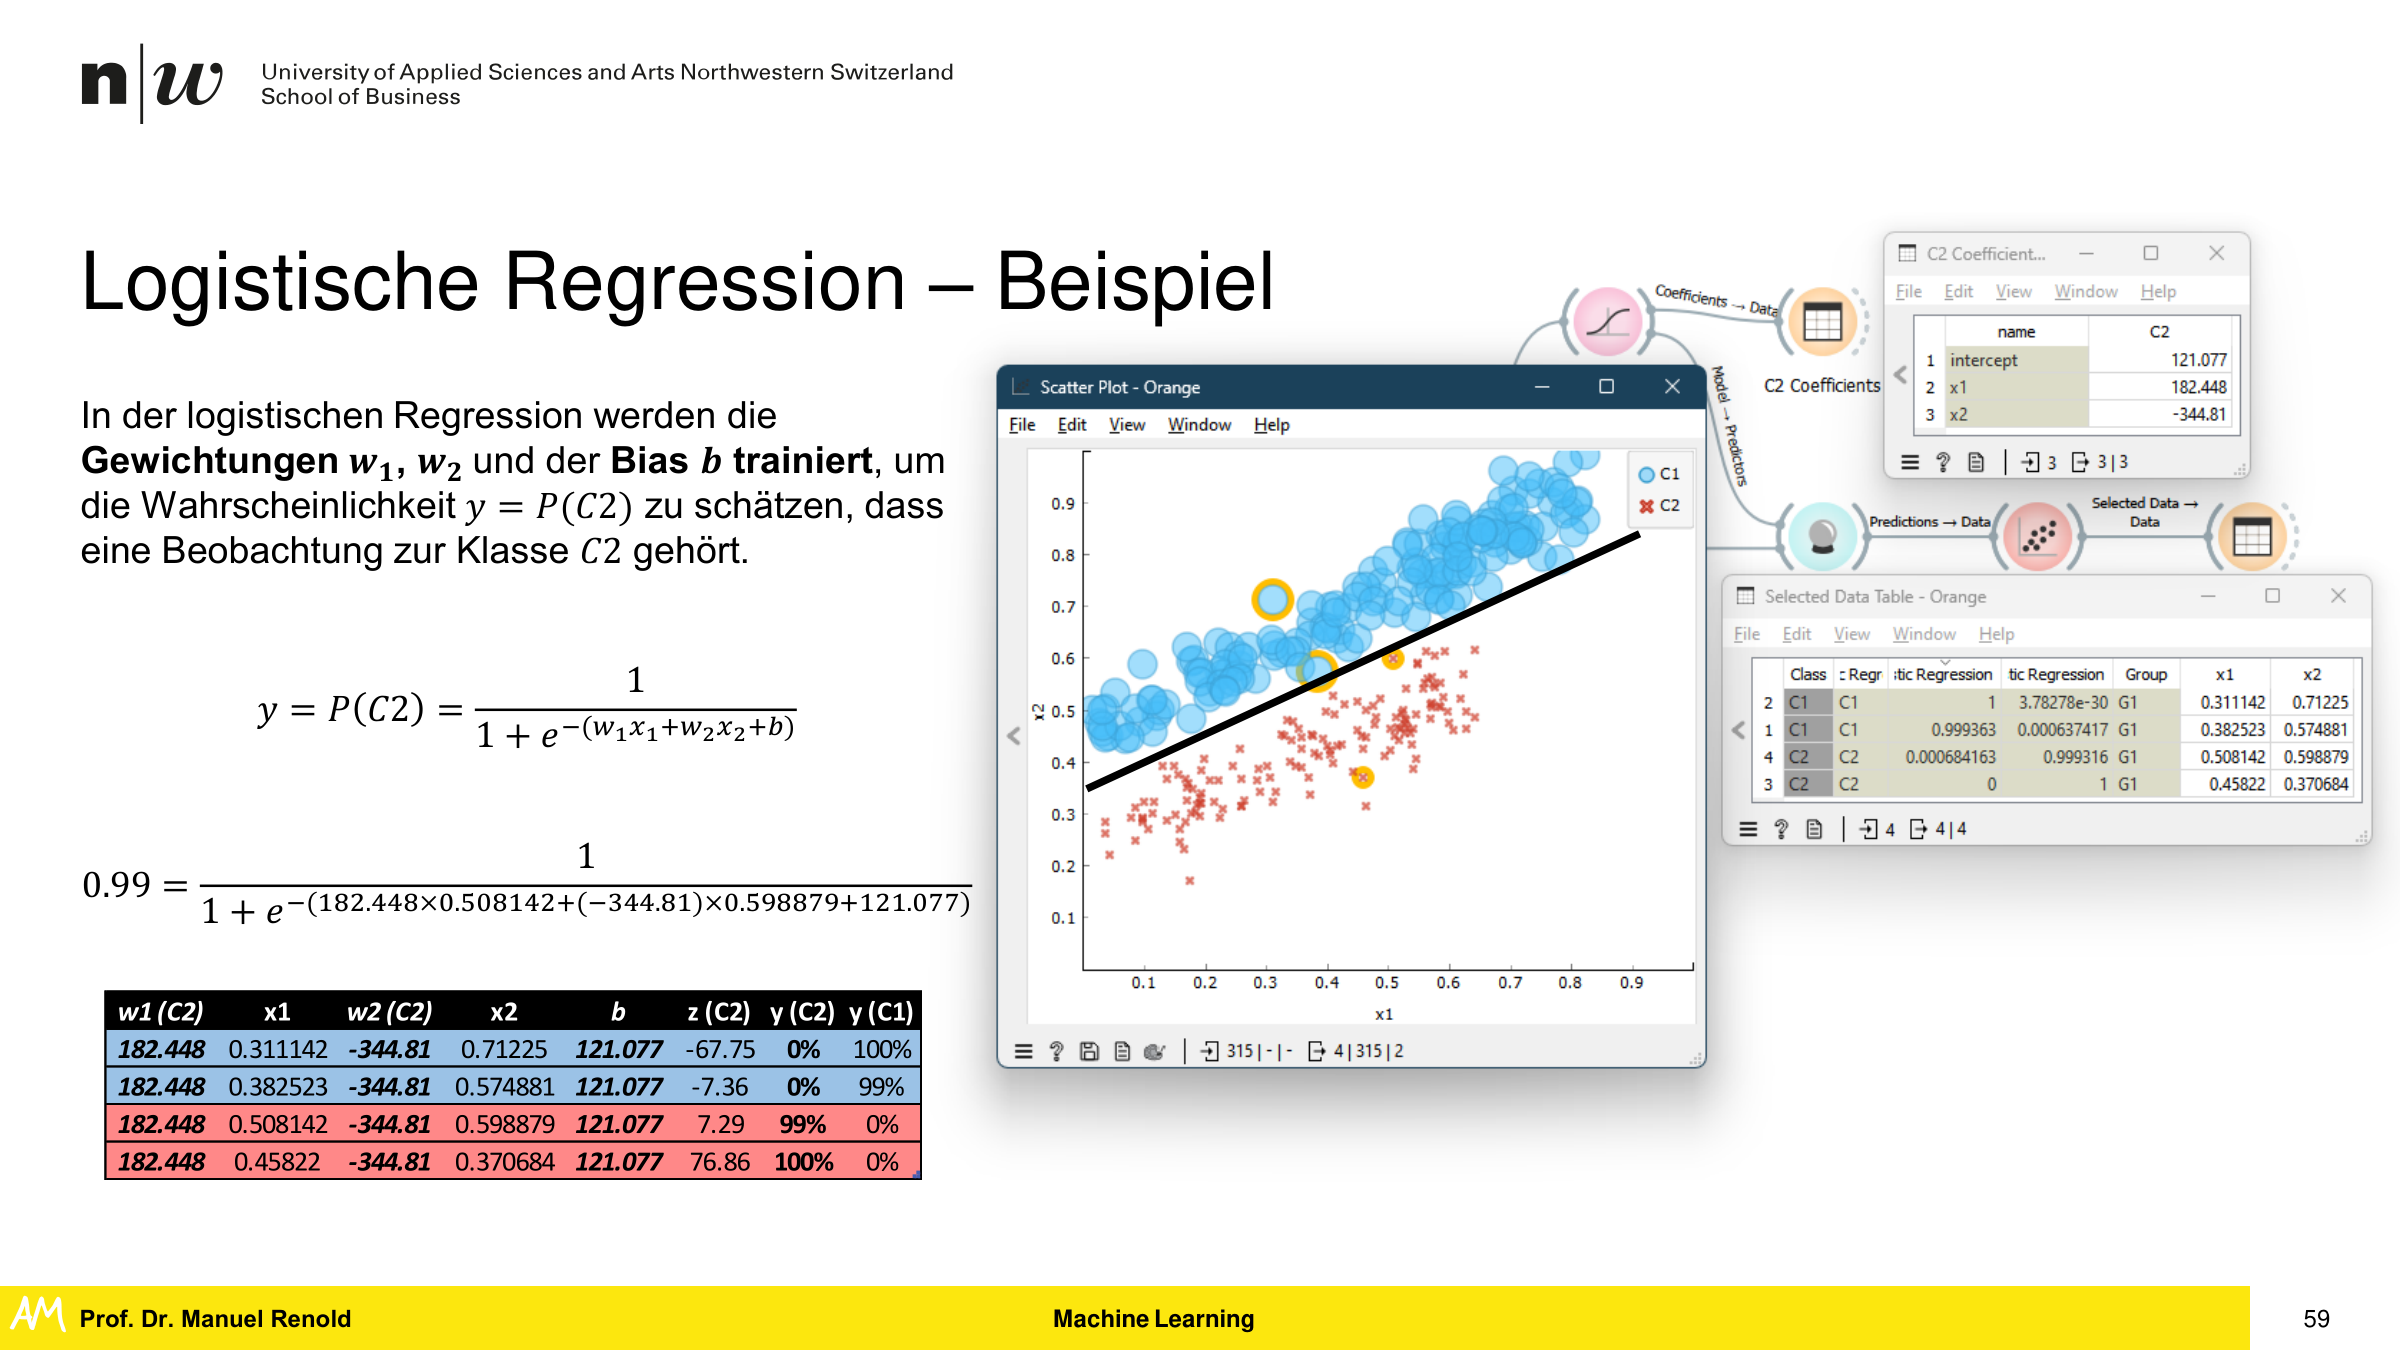 n|w University of Applied Sciences and Arts Northwestern Switzerland
School of Business
Logistische Regression – Beispiel
In der logistischen Regression werden die
Gewichtungen w₁, w₂ und der Bias b trainiert, um
die Wahrscheinlichkeit y = P(C2) zu schätzen, dass
eine Beobachtung zur Klasse C2 gehört.
y = P(C2) = 1 / (1 + e^−(w₁x₁+w₂x₂+b))
0.99 = 1 / (1 + e^−(182.448×0.508142+(−344.81)×0.598879+121.077))
w1 (C2) x1 w2 (C2) x2 b z (C2) y (C2) y (C1)
182.448 0.311142 -344.81 0.71225 121.077 -67.75 0% 100%
182.448 0.382523 -344.81 0.574881 121.077 -7.36 0% 99%
182.448 0.508142 -344.81 0.598879 121.077 7.29 99% 0%
182.448 0.45822 -344.81 0.370684 121.077 76.86 100% 0%
Scatter Plot - Orange
File Edit View Window Help
C1
C2
0.9
0.8
0.7
0.6
0.5
0.4
0.3
0.2
0.1
x2
0.1 0.2 0.3 0.4 0.5 0.6 0.7 0.8 0.9
x1
315 | - | - 4 | 315 | 2
Coefficients → Data
C2 Coefficients
Model → Predictors
C2 Coefficient...
File Edit View Window Help
name C2
1 intercept 121.077
2 x1 182.448
3 x2 -344.81
3 3 | 3
Predictions → Data
Selected Data →
Data
Selected Data Table - Orange
File Edit View Window Help
Class : Regr :tic Regression tic Regression Group x1 x2
2 C1 C1 1 3.78278e-30 G1 0.311142 0.71225
1 C1 C1 0.999363 0.000637417 G1 0.382523 0.574881
4 C2 C2 0.000684163 0.999316 G1 0.508142 0.598879
3 C2 C2 0 1 G1 0.45822 0.370684
4 4 | 4
AM Prof. Dr. Manuel Renold
Machine Learning
59